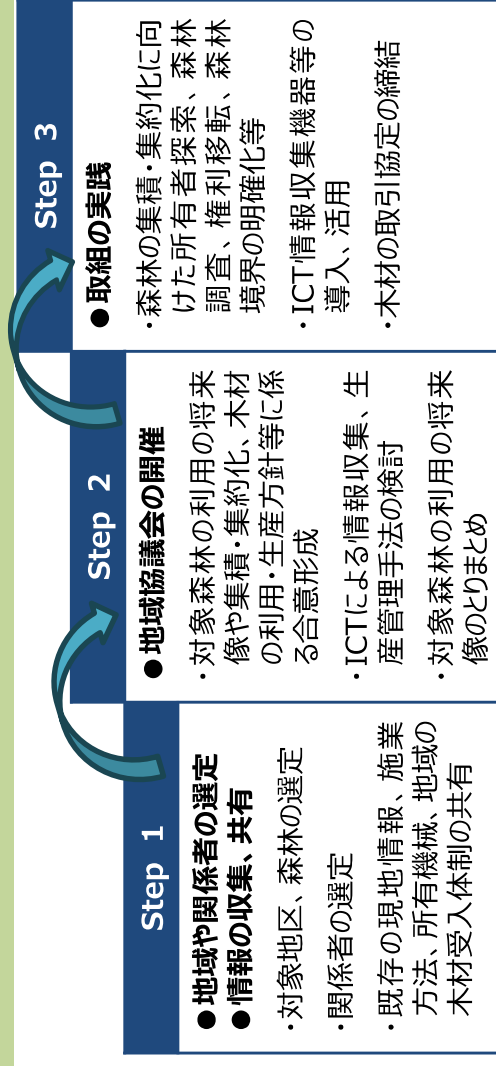 Step 1
●地域や関係者の選定
●情報の収集、共有
・対象地区、森林の選定
・関係者の選定
・既存の現地情報、施業
方法、所有機械、地域の
木材受入体制の共有
Step 2
●地域協議会の開催
・対象森林の利用の将来
像や集積・集約化、木材
の利用・生産方針等に係
る合意形成
・ICTによる情報収集、生
産管理手法の検討
・対象森林の利用の将来
像のとりまとめ
Step 3
●取組の実践
・森林の集積・集約化に向
けた所有者探索、森林
調査、権利移転、森林
境界の明確化等
・ICT情報収集機器等の
導入、活用
・木材の取引協定の締結